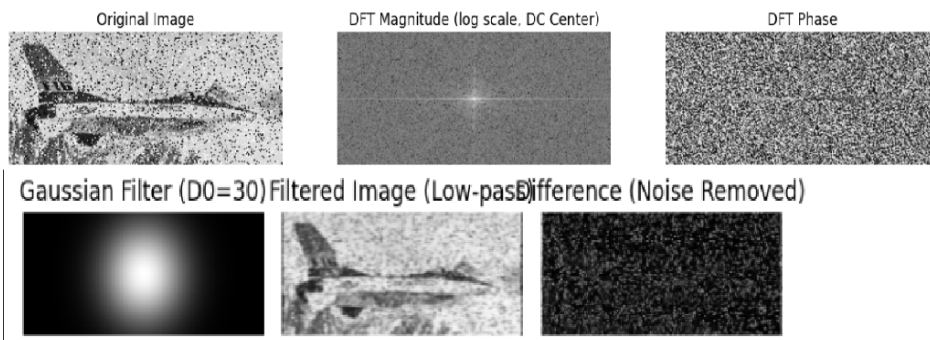 Original Image
DFT Magnitude (log scale, DC Center)
DFT Phase
F16
Gaussian Filter (D0=30)
Filtered Image (Low-pass)
Difference (Noise Removed)